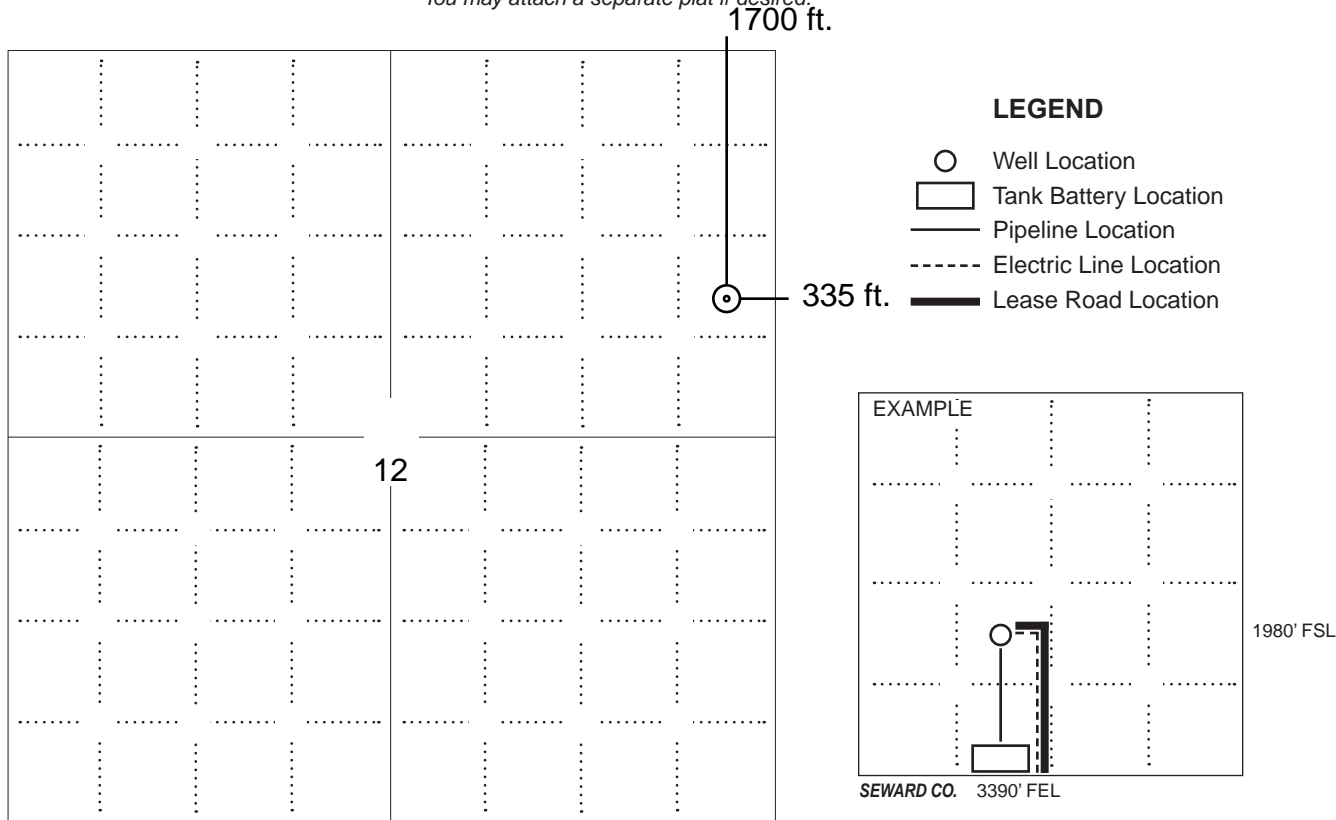 You may attach a separate plat if desired.
1700 ft.
LEGEND
Well Location
Tank Battery Location
Pipeline Location
Electric Line Location
335 ft.
Lease Road Location
EXAMPLE
12
1980' FSL
SEWARD CO. 3390' FEL